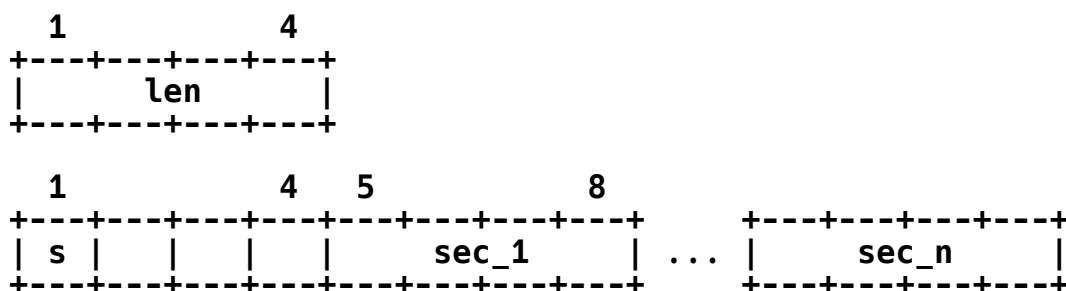 1           4
+---+---+---+---+
|      len      |
+---+---+---+---+
  1           4   5           8
+---+---+---+---+---+---+---+---+     +---+---+---+---+
| s |   |   |   |     sec_1     | ... |     sec_n     |
+---+---+---+---+---+---+---+---+     +---+---+---+---+